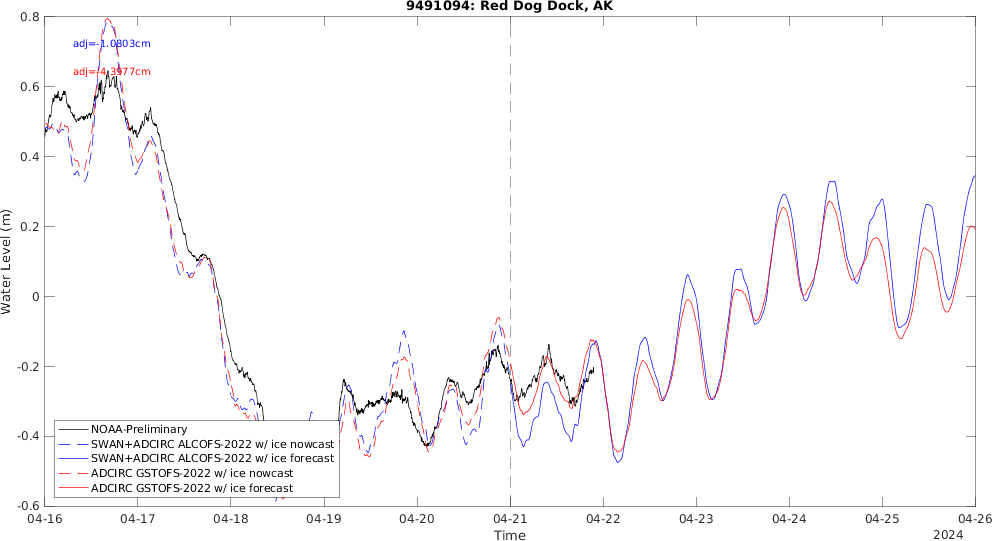 9491094: Red Dog Dock, AK
adj=-1.0803cm
adj=-4.3977cm
Water Level (m)
0.8
0.6
0.4
0.2
0
-0.2
-0.4
-0.6
NOAA-Preliminary
SWAN+ADCIRC ALCOFS-2022 w/ ice nowcast
SWAN+ADCIRC ALCOFS-2022 w/ ice forecast
ADCIRC GSTOFS-2022 w/ ice nowcast
ADCIRC GSTOFS-2022 w/ ice forecast
04-16 04-17 04-18 04-19 04-20 04-21 04-22 04-23 04-24 04-25 04-26
Time
2024